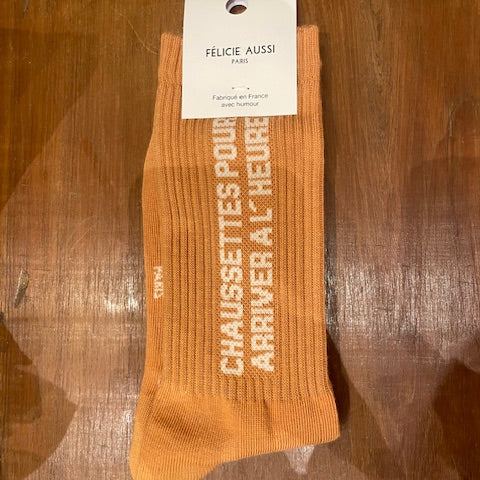 FÉLICIE AUSSI
PARIS
Fabriqué en France
avec humour
CHAUSSETTES POUR
ARRIVER A L'HEURE
PARIS